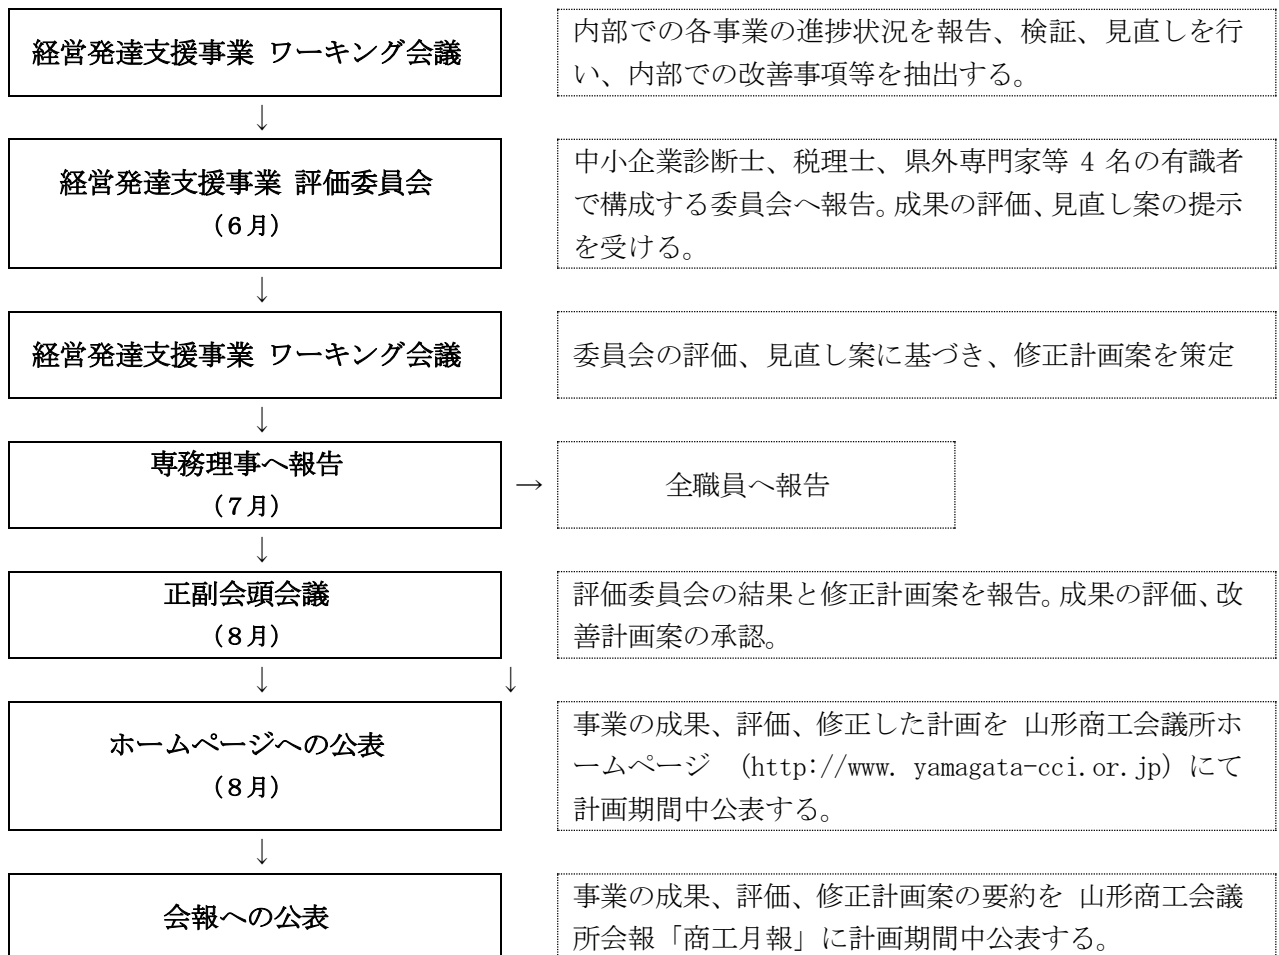 経営発達支援事業 ワーキング会議
内部での各事業の進捗状況を報告、検証、見直しを行
い、内部での改善事項等を抽出する。
↓
経営発達支援事業 評価委員会
（６月）
中小企業診断士、税理士、県外専門家等 4 名の有識者
で構成する委員会へ報告。成果の評価、見直し案の提示
を受ける。
↓
経営発達支援事業 ワーキング会議
委員会の評価、見直し案に基づき、修正計画案を策定
↓
専務理事へ報告
（７月）
→
全職員へ報告
↓
正副会頭会議
（８月）
評価委員会の結果と修正計画案を報告。成果の評価、改
善計画案の承認。
↓ ↓
ホームページへの公表
（８月）
事業の成果、評価、修正した計画を 山形商工会議所ホ
ームページ （http://www. yamagata-cci.or.jp）にて
計画期間中公表する。
↓
会報への公表
事業の成果、評価、修正計画案の要約を 山形商工会議
所会報「商工月報」に計画期間中公表する。